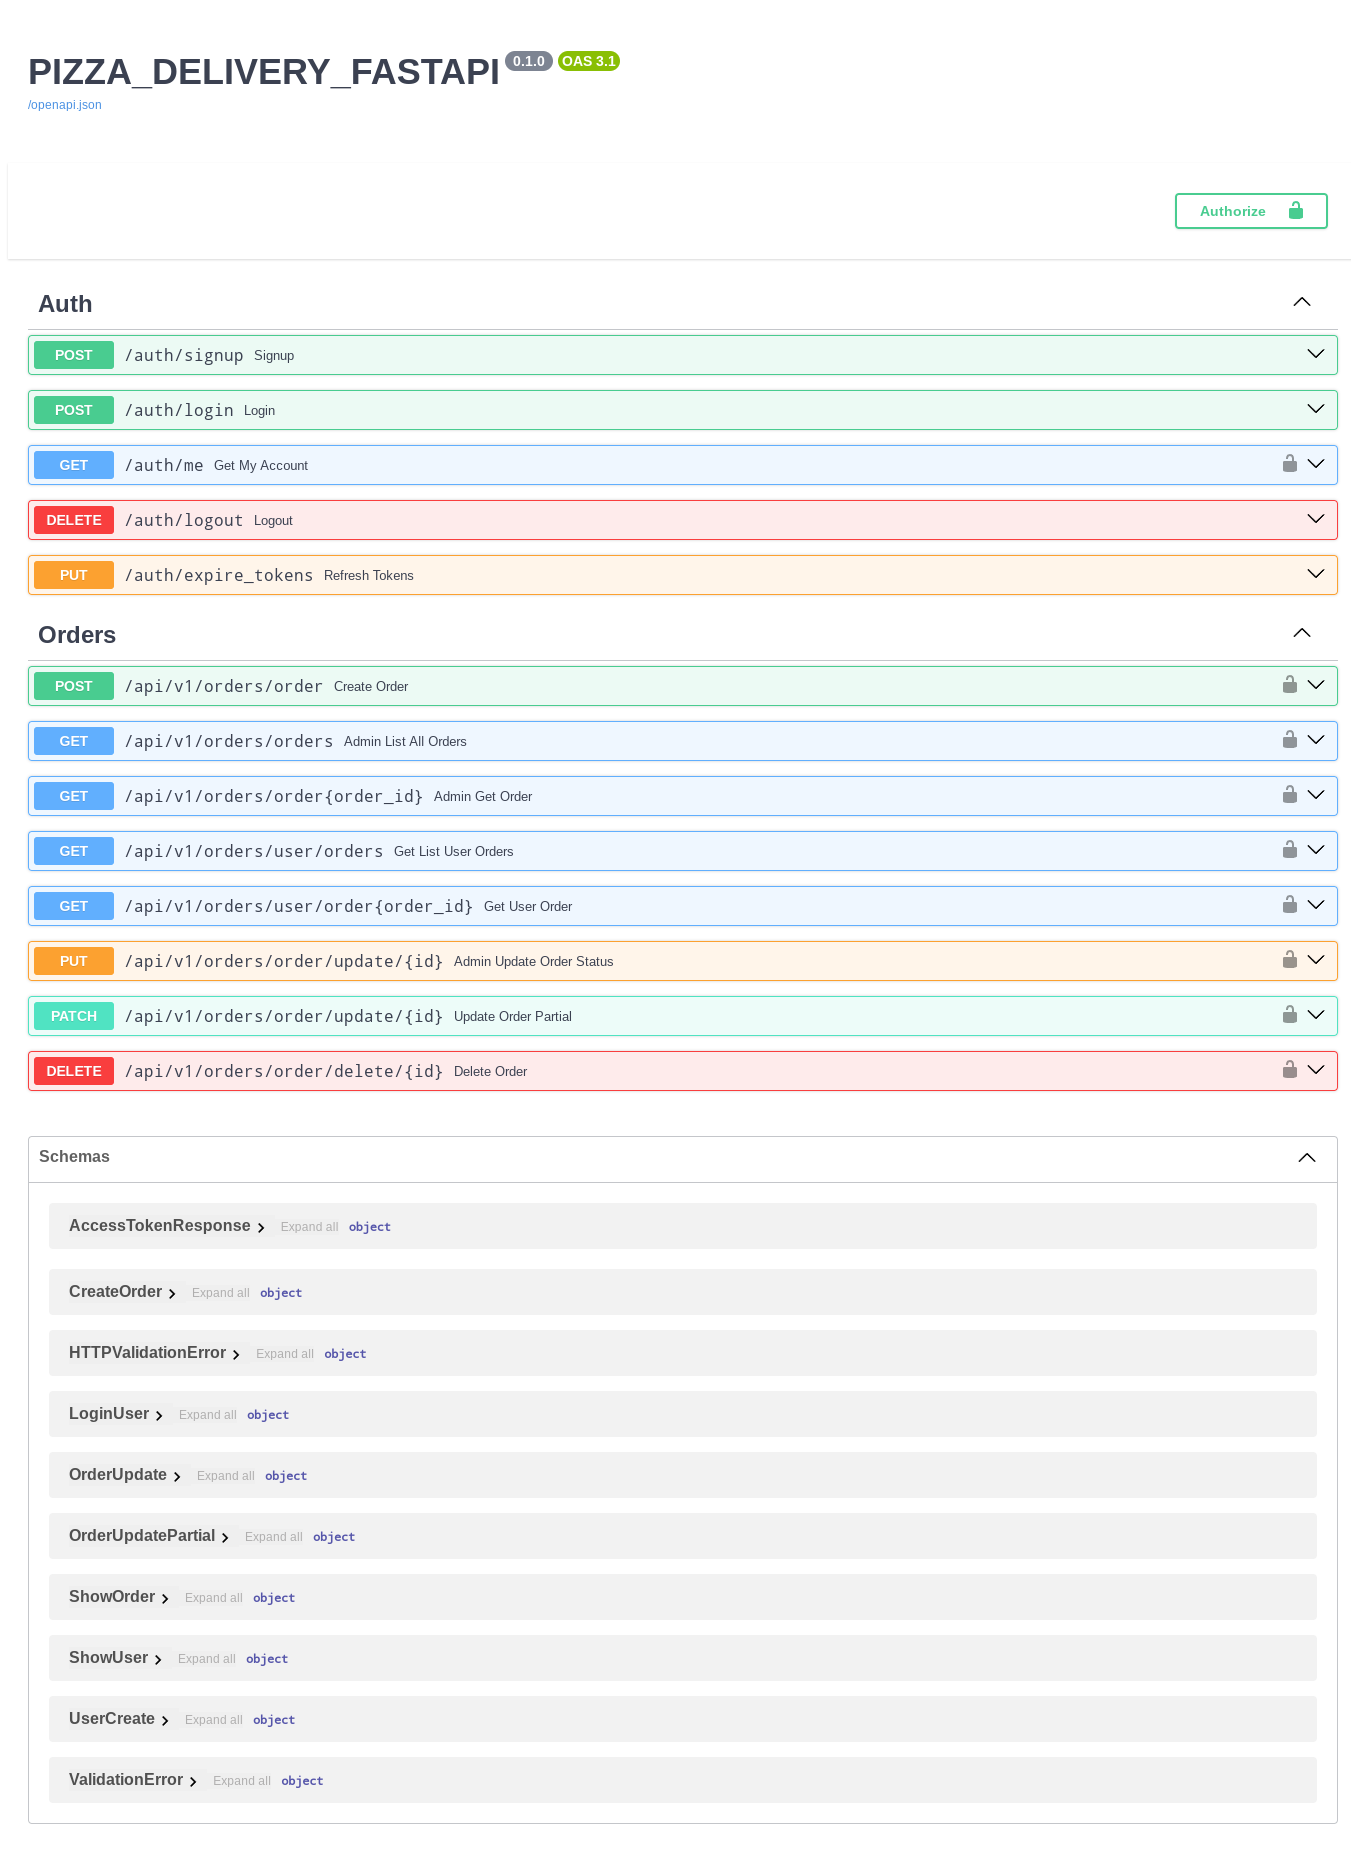 PIZZA_DELIVERY_FASTAPI 0.1.0 OAS 3.1
/openapi.json
Authorize
Auth
POST /auth/signup Signup
POST /auth/login Login
GET /auth/me Get My Account
DELETE /auth/logout Logout
PUT /auth/expire_tokens Refresh Tokens
Orders
POST /api/v1/orders/order Create Order
GET /api/v1/orders/orders Admin List All Orders
GET /api/v1/orders/order{order_id} Admin Get Order
GET /api/v1/orders/user/orders Get List User Orders
GET /api/v1/orders/user/order{order_id} Get User Order
PUT /api/v1/orders/order/update/{id} Admin Update Order Status
PATCH /api/v1/orders/order/update/{id} Update Order Partial
DELETE /api/v1/orders/order/delete/{id} Delete Order
Schemas
AccessTokenResponse Expand all object
CreateOrder Expand all object
HTTPValidationError Expand all object
LoginUser Expand all object
OrderUpdate Expand all object
OrderUpdatePartial Expand all object
ShowOrder Expand all object
ShowUser Expand all object
UserCreate Expand all object
ValidationError Expand all object